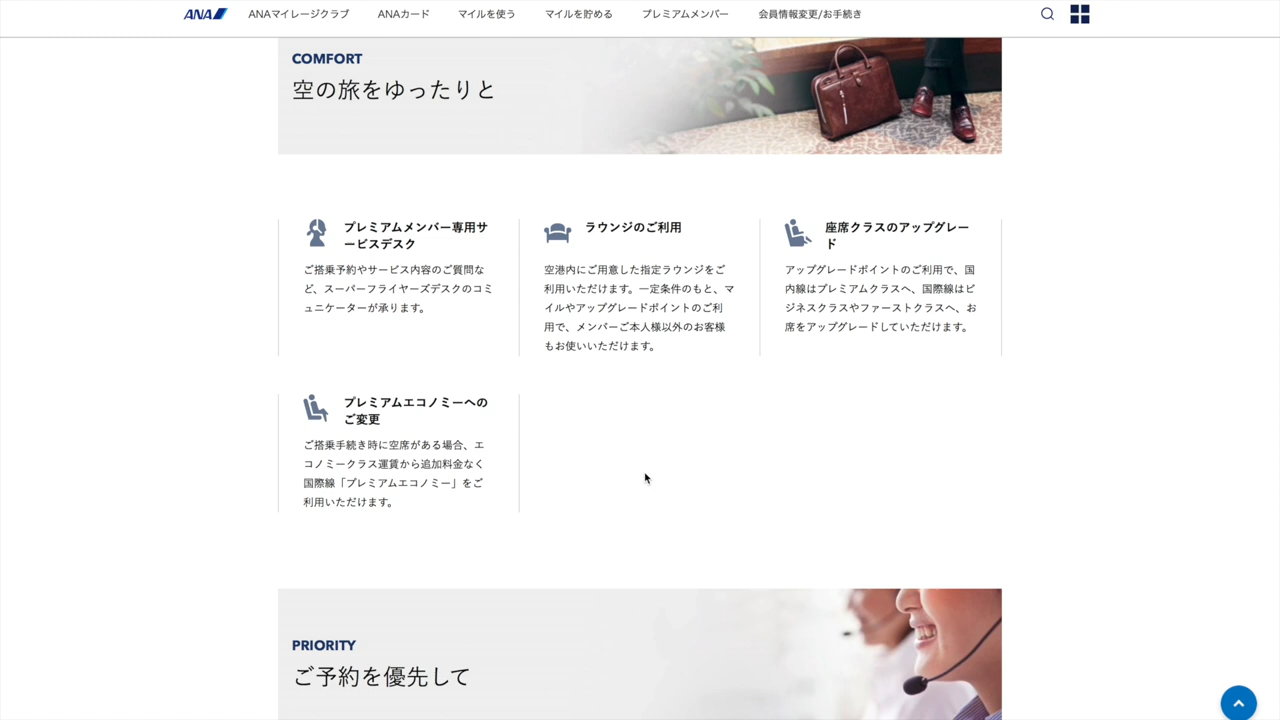 ANA
ANAマイレージクラブ
ANAカード
マイルを使う
マイルを貯める
プレミアムメンバー
会員情報変更/お手続き
COMFORT
空の旅をゆったりと
プレミアムメンバー専用サ
ービスデスク
ご搭乗予約やサービス内容のご質問な
ど、スーパーフライヤーズデスクのコミ
ュニケーターが承ります。
ラウンジのご利用
空港内にご用意した指定ラウンジをご
利用いただけます。一定条件のもと、マ
イルやアップグレードポイントのご利
用で、メンバーご本人様以外のお客様
もお使いいただけます。
座席クラスのアップグレー
ド
アップグレードポイントのご利用で、国
内線はプレミアムクラスへ、国際線はビ
ジネスクラスやファーストクラスへ、お
席をアップグレードしていただけます。
プレミアムエコノミーへの
ご変更
ご搭乗手続き時に空席がある場合、エ
コノミークラス運賃から追加料金なく
国際線「プレミアムエコノミー」をご
利用いただけます。
PRIORITY
ご予約を優先して